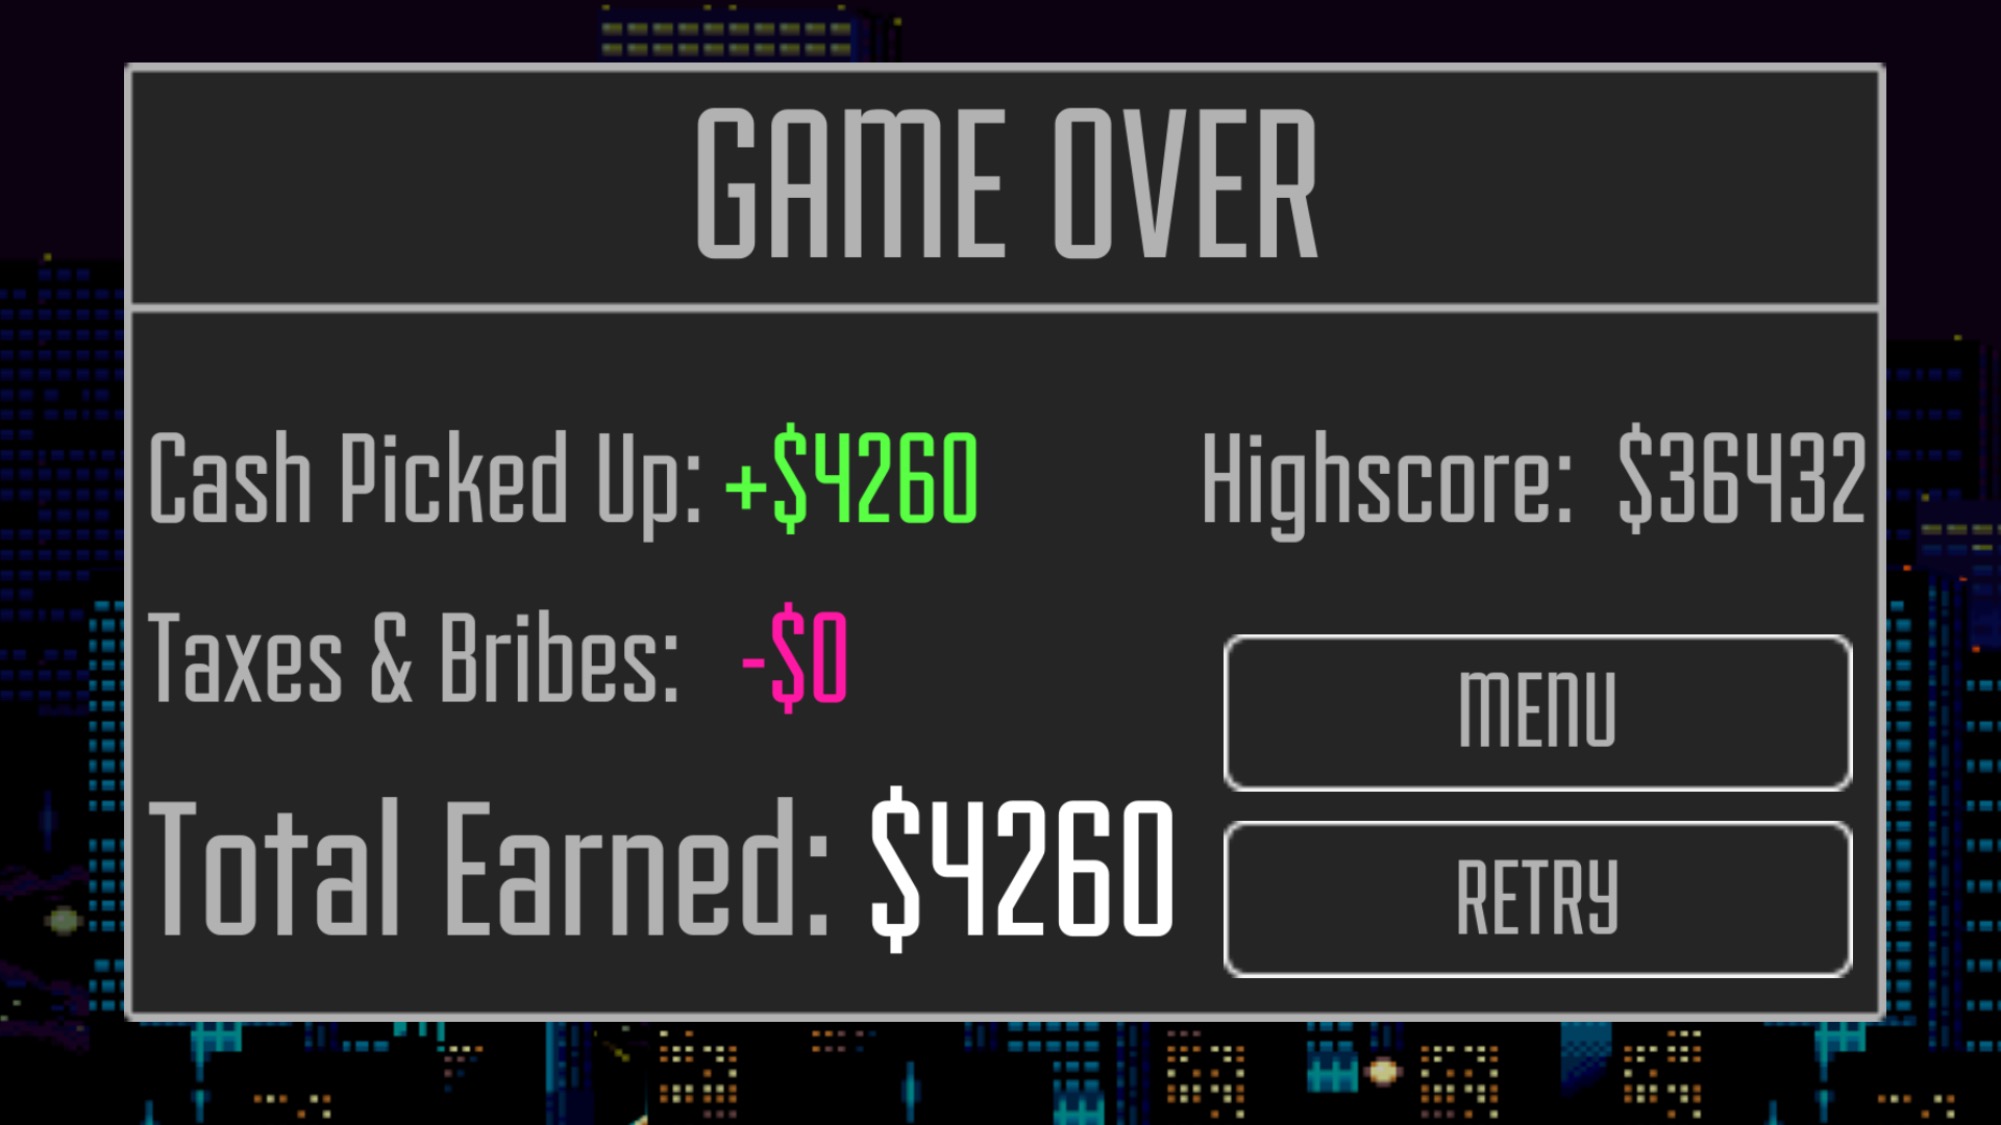 GAME OVER
Cash Picked Up: +$4260
Highscore: $36432
Taxes & Bribes: -$0
Total Earned: $4260
MENU
RETRY